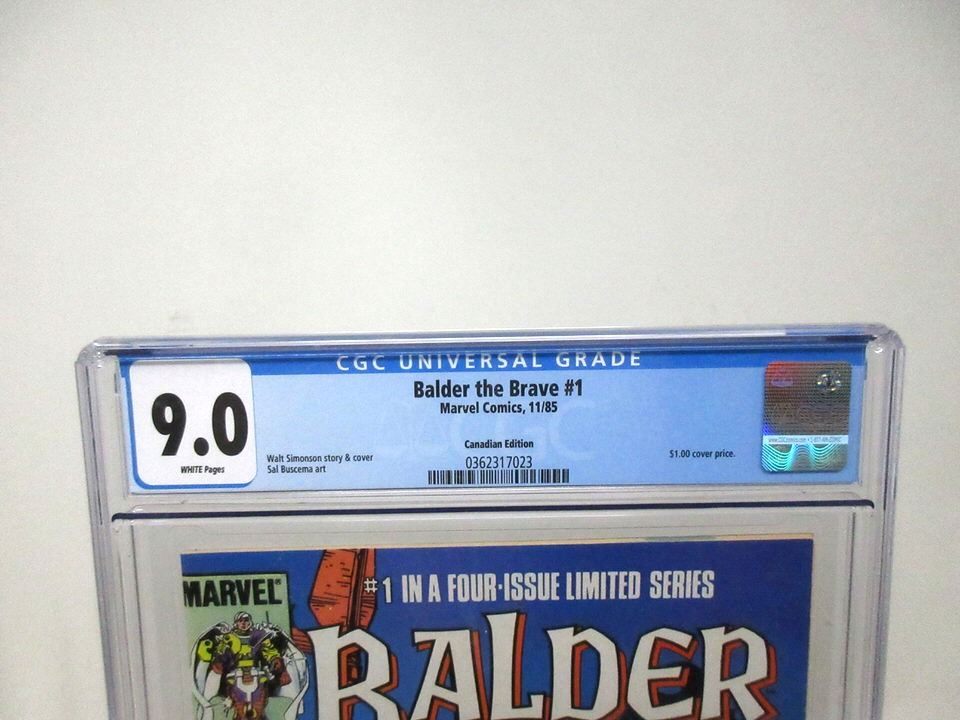 CGC UNIVERSAL GRADE
9.0
WHITE Pages
Balder the Brave #1
Marvel Comics, 11/85
Canadian Edition
0362317023
Walt Simonson story & cover
Sal Buscema art
$1.00 cover price.
CGC
MARVEL
#1 IN A FOUR-ISSUE LIMITED SERIES
BALDER